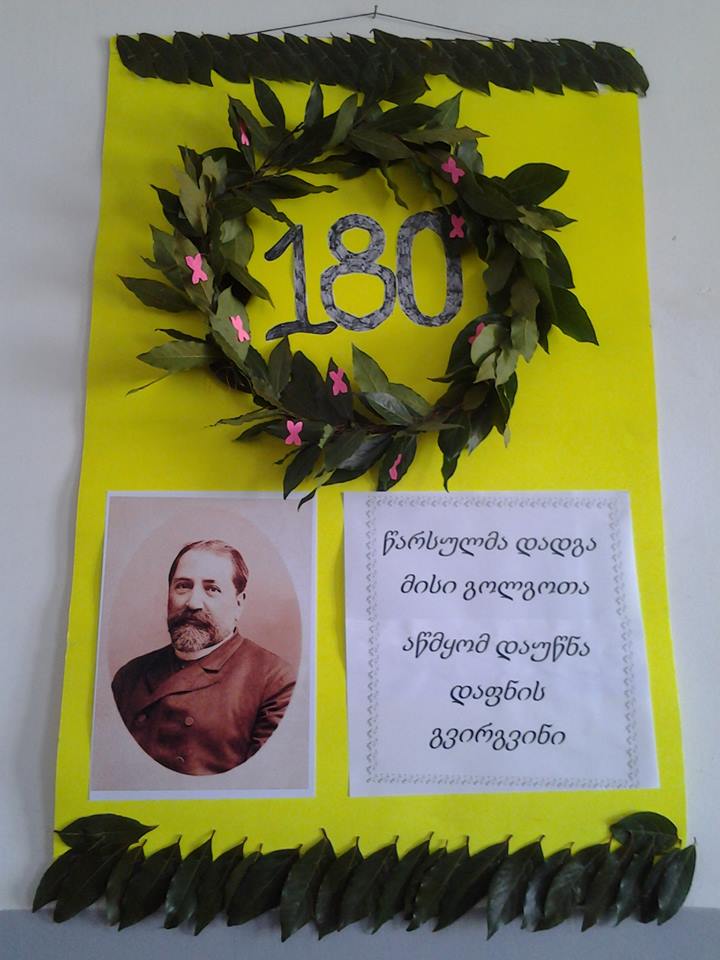 180
წარსულმა დადგა
მისი გოლგოთა
აწმყომ დაუწნა
დაფნის
გვირგვინი